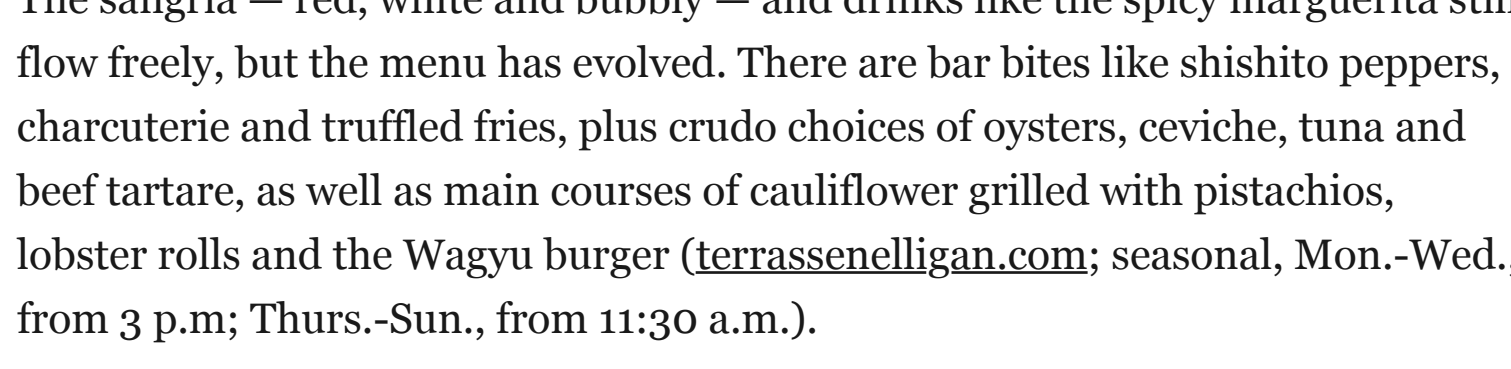 The sangria — red, white and bubbly — and drinks like the spicy marguerita still
flow freely, but the menu has evolved. There are bar bites like shishito peppers,
charcuterie and truffled fries, plus crudo choices of oysters, ceviche, tuna and
beef tartare, as well as main courses of cauliflower grilled with pistachios,
lobster rolls and the Wagyu burger (terrassenelligan.com; seasonal, Mon.-Wed.,
from 3 p.m; Thurs.-Sun., from 11:30 a.m.).